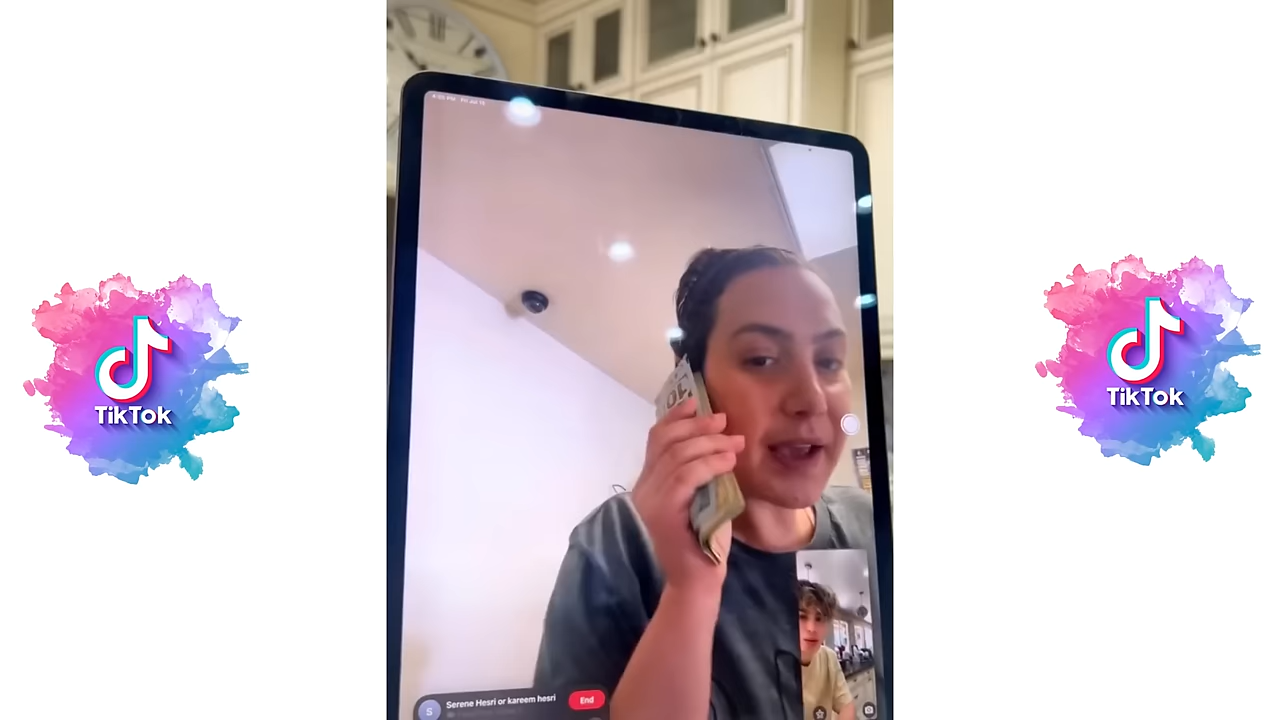 TikTok
TikTok
Serene Hesri or kareem hesri
End
S